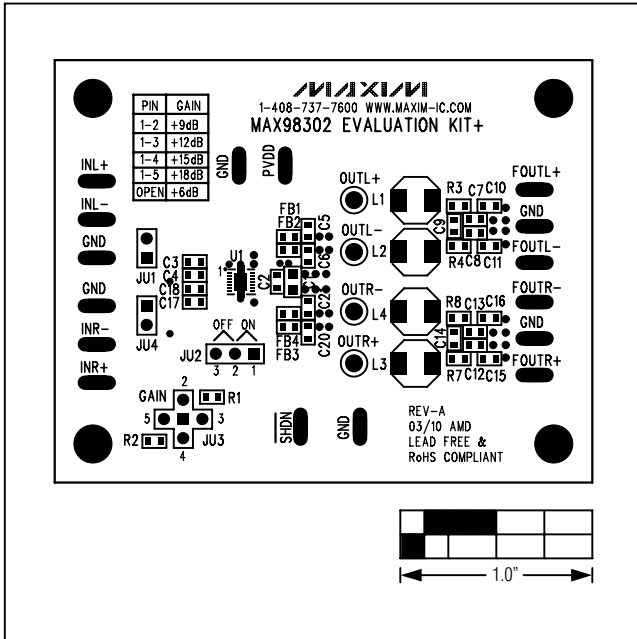 MAXIM
1-408-737-7600 WWW.MAXIM-IC.COM
MAX98302 EVALUATION KIT+
PIN GAIN
1-2 +9dB
1-3 +12dB
1-4 +15dB
1-5 +18dB
OPEN +6dB
GND
PVDD
INL+
INL-
GND
GND
INR-
INR+
OUTL+
L1
OUTL-
L2
OUTR-
L4
OUTR+
L3
R3 C7 C10
C9
R4 C8 C11
R8 C13 C16
C14
R7 C12 C15
FOUTL+
GND
FOUTL-
FOUTR-
GND
FOUTR+
FB1
FB2
C5
C6
U1
1
C2
C3
C4
C18
C17
JU1
JU4
OFF ON
JU2
3 2 1
FB4
FB3
C20
GAIN
2
R1
5 3
R2
JU3
4
SHDN
GND
REV-A
03/10 AMD
LEAD FREE &
RoHS COMPLIANT
1.0"